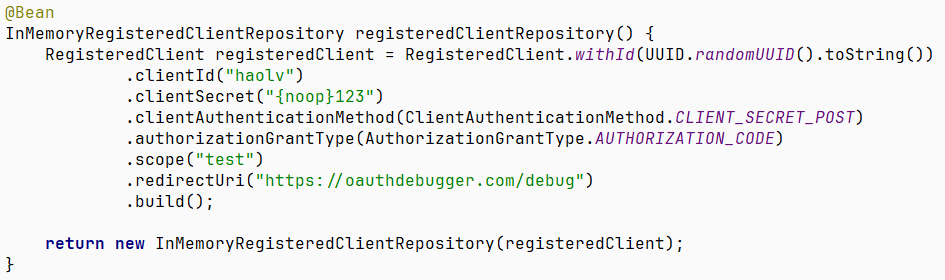 @Bean
InMemoryRegisteredClientRepository registeredClientRepository() {
    RegisteredClient registeredClient = RegisteredClient.withId(UUID.randomUUID().toString())
            .clientId("haolv")
            .clientSecret("{noop}123")
            .clientAuthenticationMethod(ClientAuthenticationMethod.CLIENT_SECRET_POST)
            .authorizationGrantType(AuthorizationGrantType.AUTHORIZATION_CODE)
            .scope("test")
            .redirectUri("https://oauthdebugger.com/debug")
            .build();
    return new InMemoryRegisteredClientRepository(registeredClient);
}